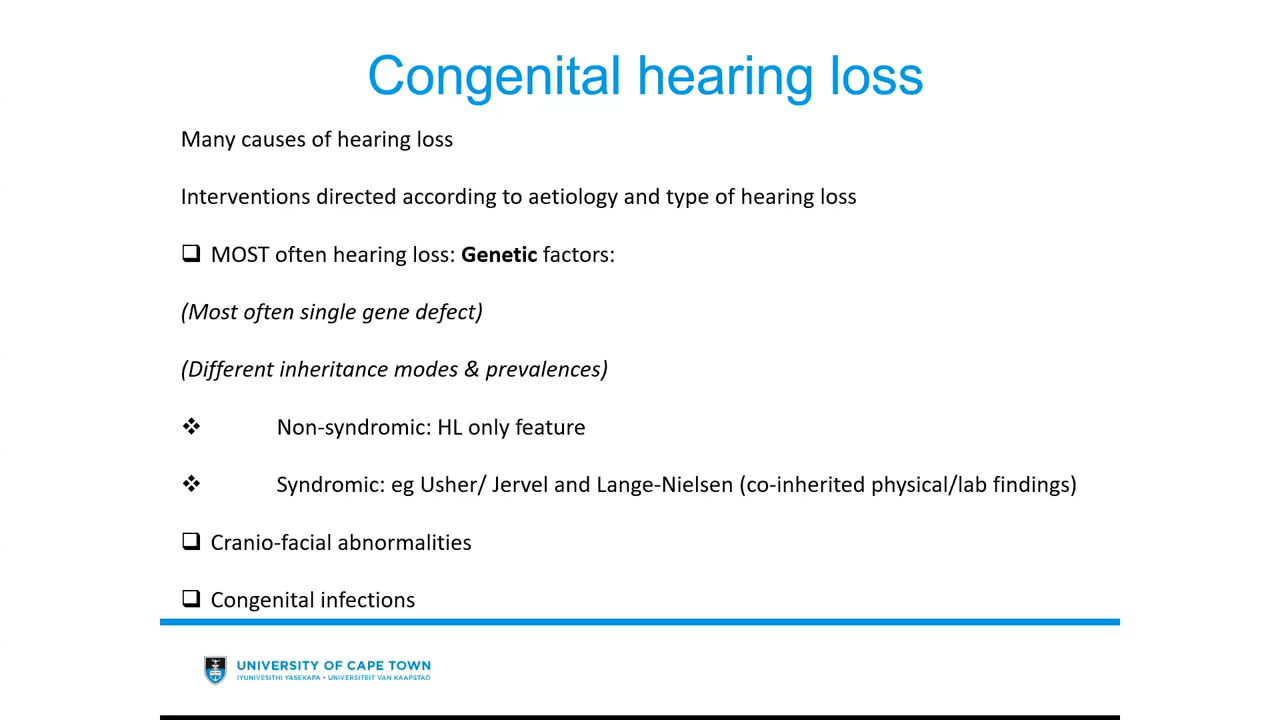 Congenital hearing loss
Many causes of hearing loss
Interventions directed according to aetiology and type of hearing loss
❑ MOST often hearing loss: Genetic factors:
(Most often single gene defect)
(Different inheritance modes & prevalences)
❖ Non-syndromic: HL only feature
❖ Syndromic: eg Usher/ Jervel and Lange-Nielsen (co-inherited physical/lab findings)
❑ Cranio-facial abnormalities
❑ Congenital infections
UNIVERSITY OF CAPE TOWN
IYUNIVESITHI YASEKAPA • UNIVERSITEIT VAN KAAPSTAD